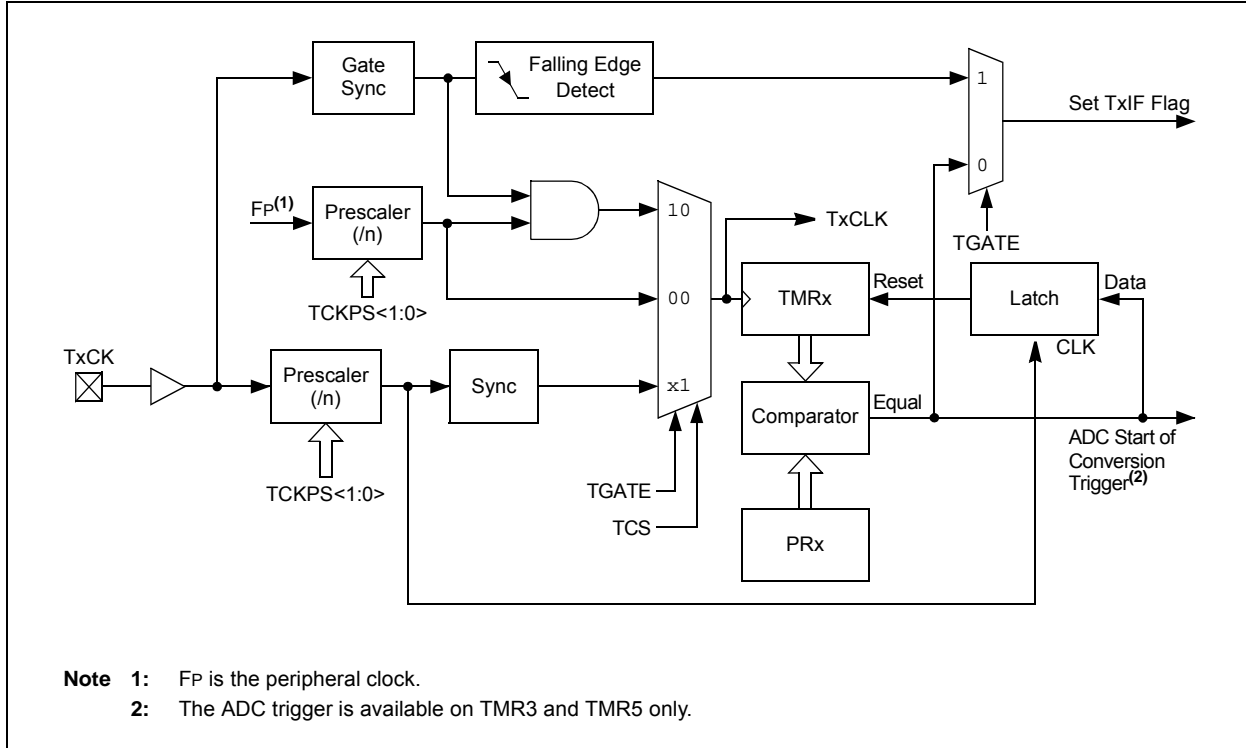 Gate
Sync
Falling Edge
Detect
1
Set TxIF Flag
0
FP(1)
Prescaler
(/n)
10
TxCLK
TGATE
TCKPS<1:0>
00
TMRx
Reset
Latch
Data
CLK
TxCK
Prescaler
(/n)
Sync
x1
Comparator
Equal
ADC Start of
Conversion
Trigger(2)
TCKPS<1:0>
TGATE
TCS
PRx
Note 1: FP is the peripheral clock.
2: The ADC trigger is available on TMR3 and TMR5 only.